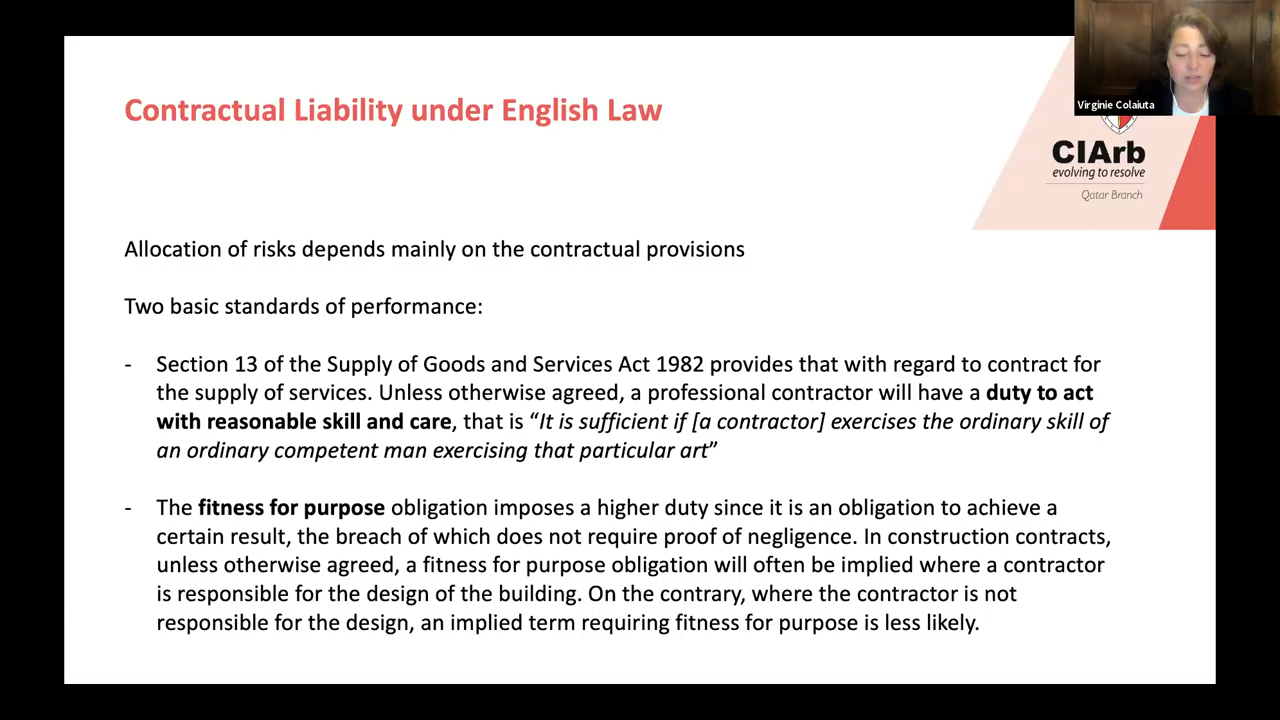 Contractual Liability under English Law
Virginie Colaiuta
CIArb
evolving to resolve
Qatar Branch
Allocation of risks depends mainly on the contractual provisions
Two basic standards of performance:
- Section 13 of the Supply of Goods and Services Act 1982 provides that with regard to contract for
the supply of services. Unless otherwise agreed, a professional contractor will have a duty to act
with reasonable skill and care, that is “It is sufficient if [a contractor] exercises the ordinary skill of
an ordinary competent man exercising that particular art”
- The fitness for purpose obligation imposes a higher duty since it is an obligation to achieve a
certain result, the breach of which does not require proof of negligence. In construction contracts,
unless otherwise agreed, a fitness for purpose obligation will often be implied where a contractor
is responsible for the design of the building. On the contrary, where the contractor is not
responsible for the design, an implied term requiring fitness for purpose is less likely.